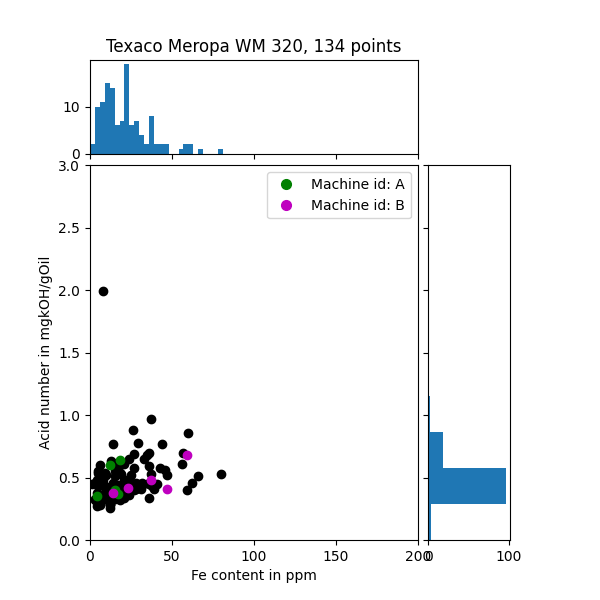 Texaco Meropa WM 320, 134 points
10
0
3.0
2.5
2.0
1.5
1.0
0.5
0.0
Acid number in mgkOH/gOil
Machine id: A
Machine id: B
0 50 100 150 200
0 100
Fe content in ppm